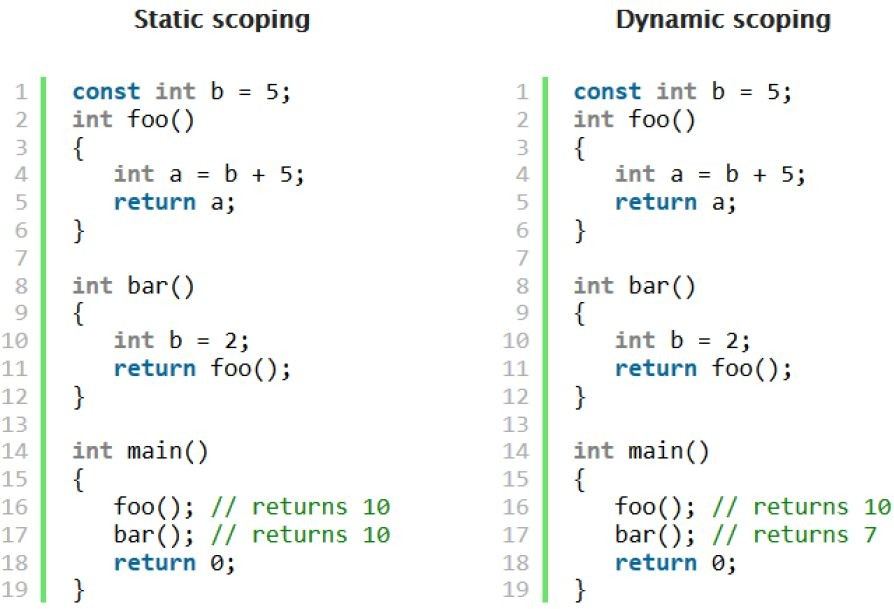 Static scoping
1 const int b = 5;
2 int foo()
3 {
4 int a = b + 5;
5 return a;
6 }
7
8 int bar()
9 {
10 int b = 2;
11 return foo();
12 }
13
14 int main()
15 {
16 foo(); // returns 10
17 bar(); // returns 10
18 return 0;
19 }
Dynamic scoping
1 const int b = 5;
2 int foo()
3 {
4 int a = b + 5;
5 return a;
6 }
7
8 int bar()
9 {
10 int b = 2;
11 return foo();
12 }
13
14 int main()
15 {
16 foo(); // returns 10
17 bar(); // returns 7
18 return 0;
19 }